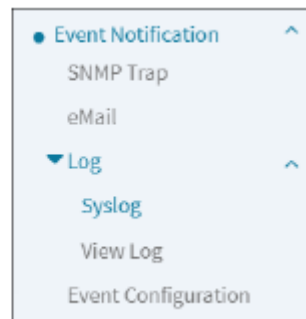 Event Notification
SNMP Trap
eMail
Log
Syslog
View Log
Event Configuration